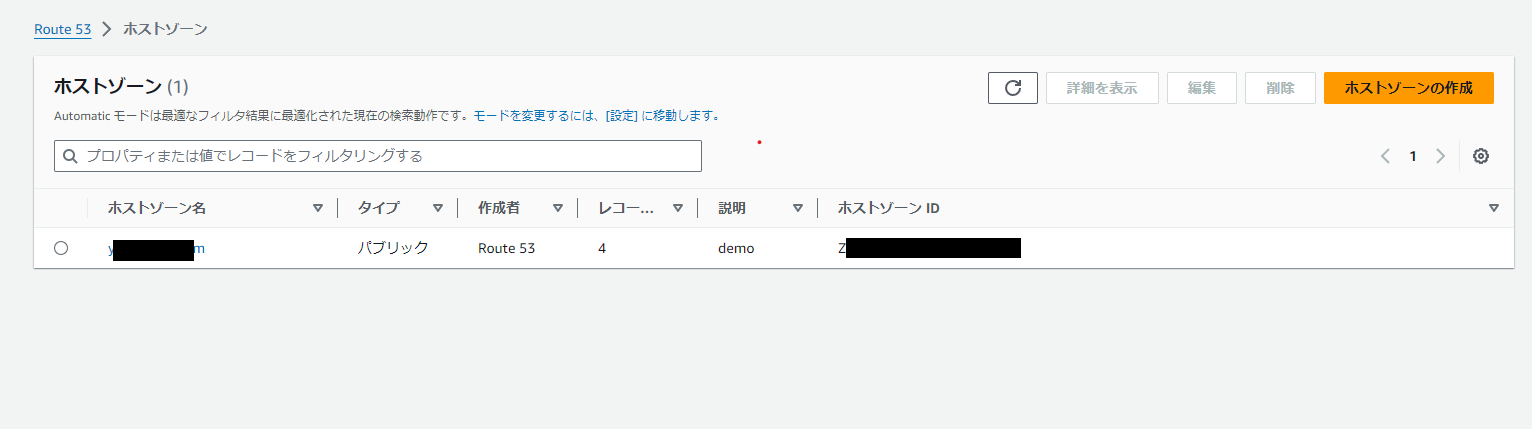 Route 53 > ホストゾーン
ホストゾーン (1)
詳細を表示 編集 削除 ホストゾーンの作成
Automatic モードは最適なフィルタ結果に最適化された現在の検索動作です。モードを変更するには、[設定] に移動します。
プロパティまたは値でレコードをフィルタリングする
1
ホストゾーン名 タイプ 作成者 レコー... 説明 ホストゾーン ID
m パブリック Route 53 4 demo Z